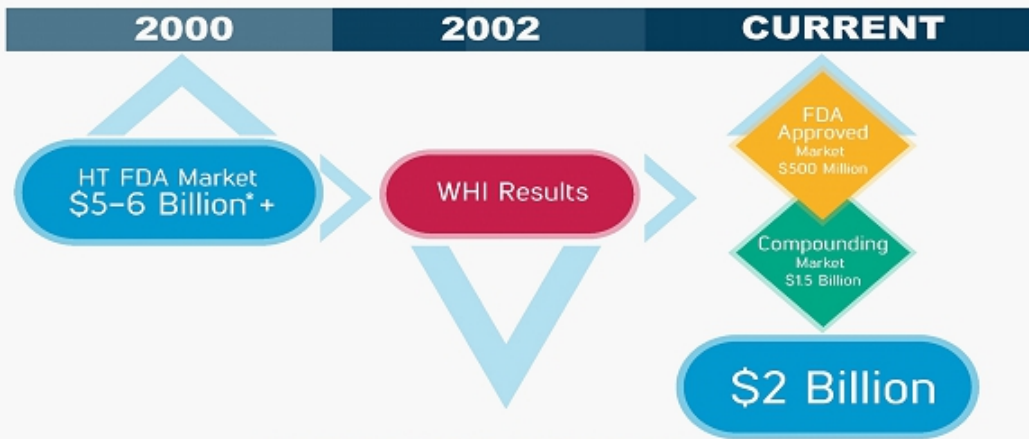 2000
2002
CURRENT
HT FDA Market
$5-6 Billion* +
WHI Results
FDA
Approved
Market
$500 Million
Compounding
Market
$1.5 Billion
$2 Billion